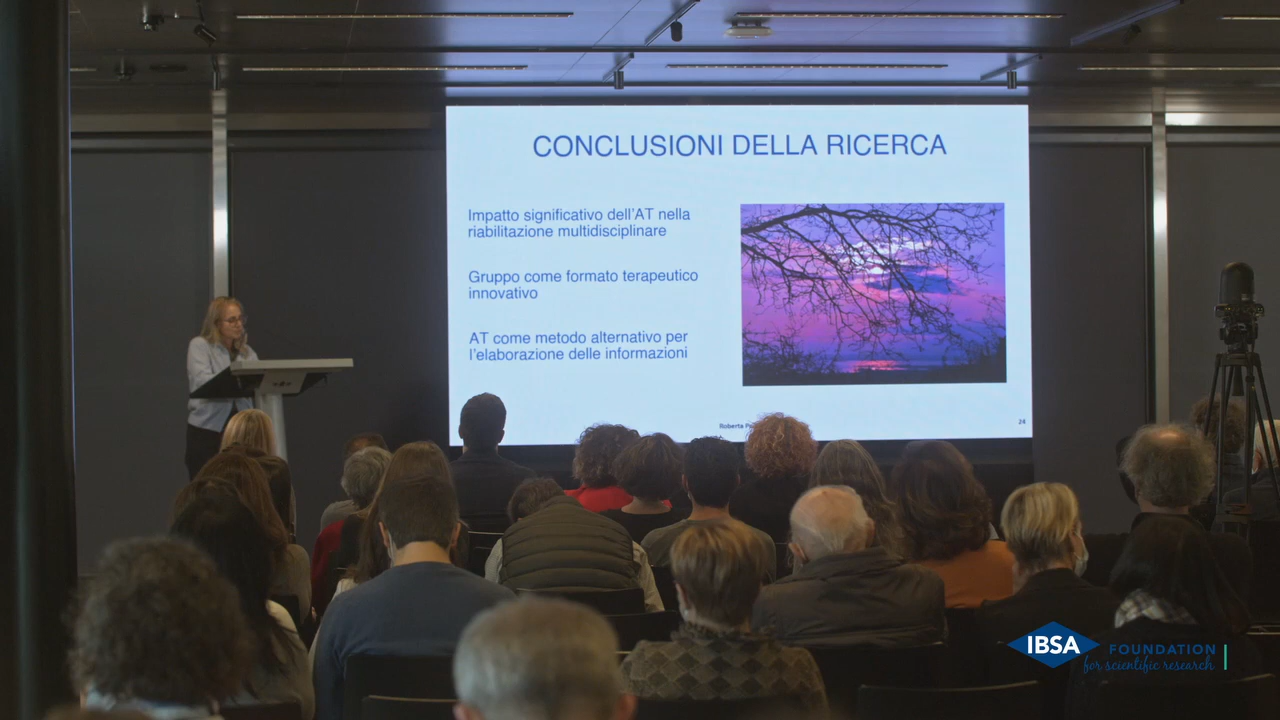 CONCLUSIONI DELLA RICERCA
Impatto significativo dell'AT nella
riabilitazione multidisciplinare
Gruppo come formato terapeutico
innovativo
AT come metodo alternativo per
l'elaborazione delle informazioni
Roberta
24
IBSA FOUNDATION
for scientific research